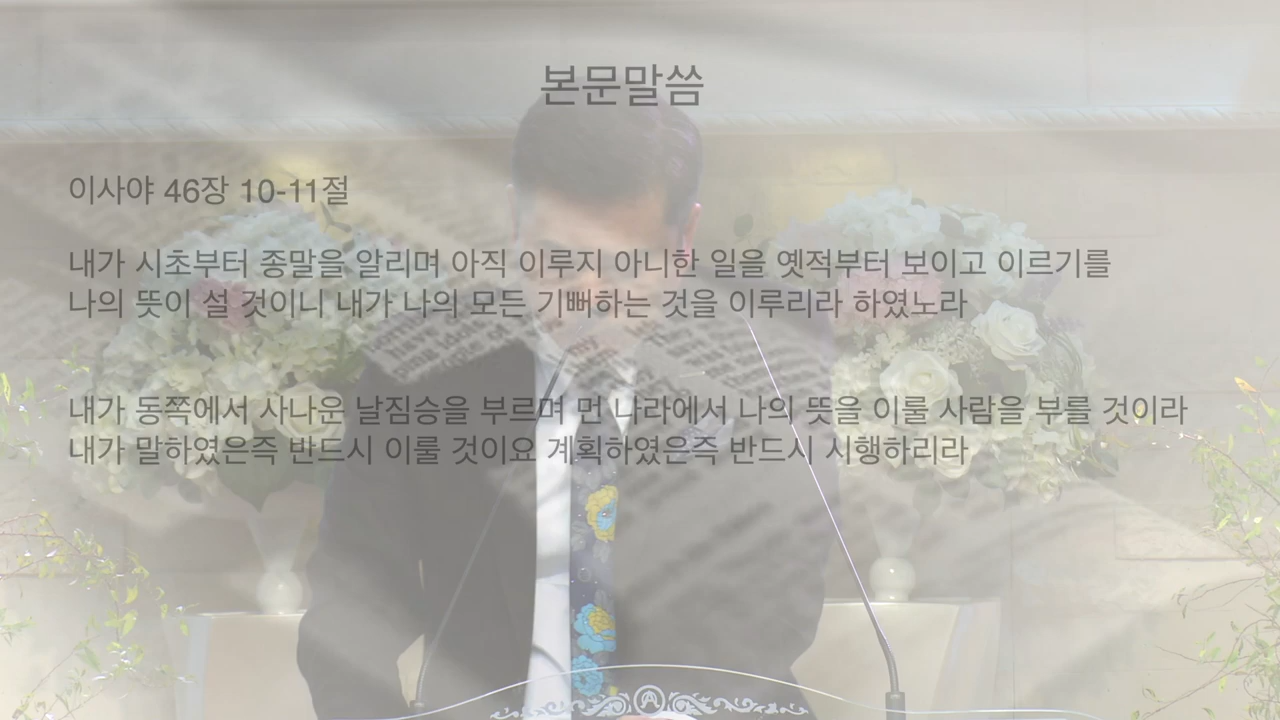 본문말씀
이사야 46장 10-11절
내가 시초부터 종말을 알리며 아직 이루지 아니한 일을 옛적부터 보이고 이르기를
나의 뜻이 설 것이니 내가 나의 모든 기뻐하는 것을 이루리라 하였노라
내가 동쪽에서 사나운 날짐승을 부르며 먼 나라에서 나의 뜻을 이룰 사람을 부를 것이라
내가 말하였은즉 반드시 이룰 것이요 계획하였은즉 반드시 시행하리라